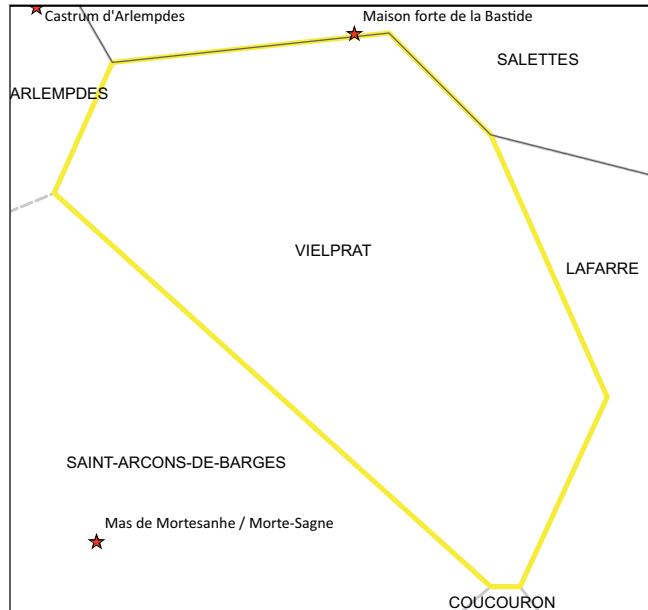 Castrum d'Arlempdes
Maison forte de la Bastide
SALETTES
ARLEMPDES
VIELPRAT
LAFARRE
SAINT-ARCONS-DE-BARGES
Mas de Mortesanhe / Morte-Sagne
COUCOURON